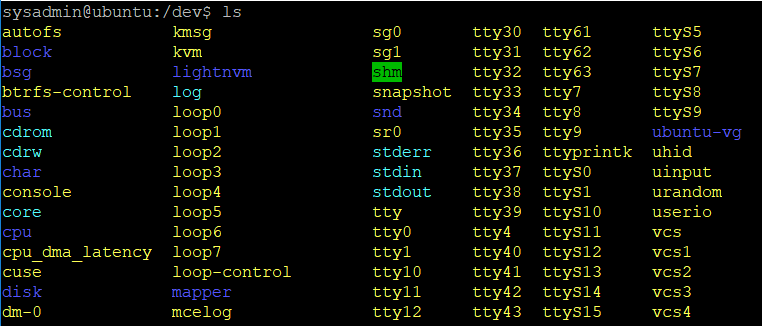 sysadmin@ubuntu:/dev$ ls
autofs kmsg sg0 tty30 tty61 ttyS5
block kvm sg1 tty31 tty62 ttyS6
bsg lightnvm shm tty32 tty63 ttyS7
btrfs-control log snapshot tty33 tty7 ttyS8
bus loop0 snd tty34 tty8 ttyS9
cdrom loop1 sr0 tty35 tty9 ubuntu-vg
cdrw loop2 stderr tty36 ttyprintk uhid
char loop3 stdin tty37 ttyS0 uinput
console loop4 stdout tty38 ttyS1 urandom
core loop5 tty tty39 ttyS10 userio
cpu loop6 tty0 tty4 ttyS11 vcs
cpu_dma_latency loop7 tty1 tty40 ttyS12 vcs1
cuse loop-control tty10 tty41 ttyS13 vcs2
disk mapper tty11 tty42 ttyS14 vcs3
dm-0 mcelog tty12 tty43 ttyS15 vcs4